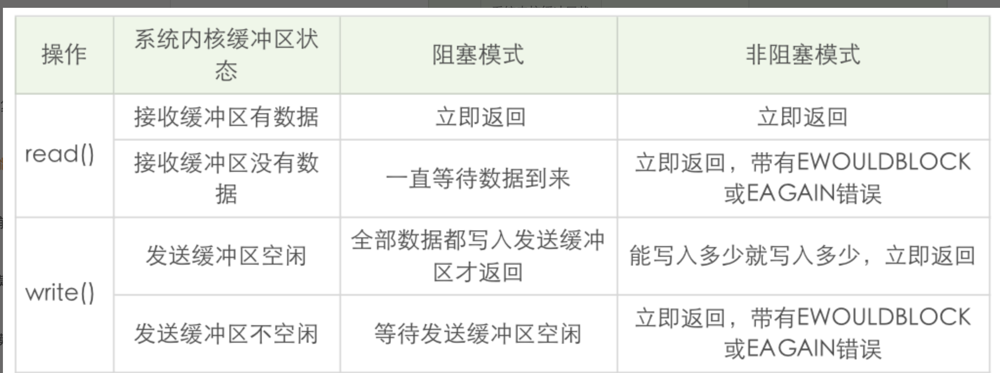 操作
系统内核缓冲区状
态
阻塞模式
非阻塞模式
read()
接收缓冲区有数据
立即返回
立即返回
接收缓冲区没有数
据
一直等待数据到来
立即返回，带有EWOULDBLOCK
或EAGAIN错误
write()
发送缓冲区空闲
全部数据都写入发送缓冲
区才返回
能写入多少就写入多少，立即返回
发送缓冲区不空闲
等待发送缓冲区空闲
立即返回，带有EWOULDBLOCK
或EAGAIN错误